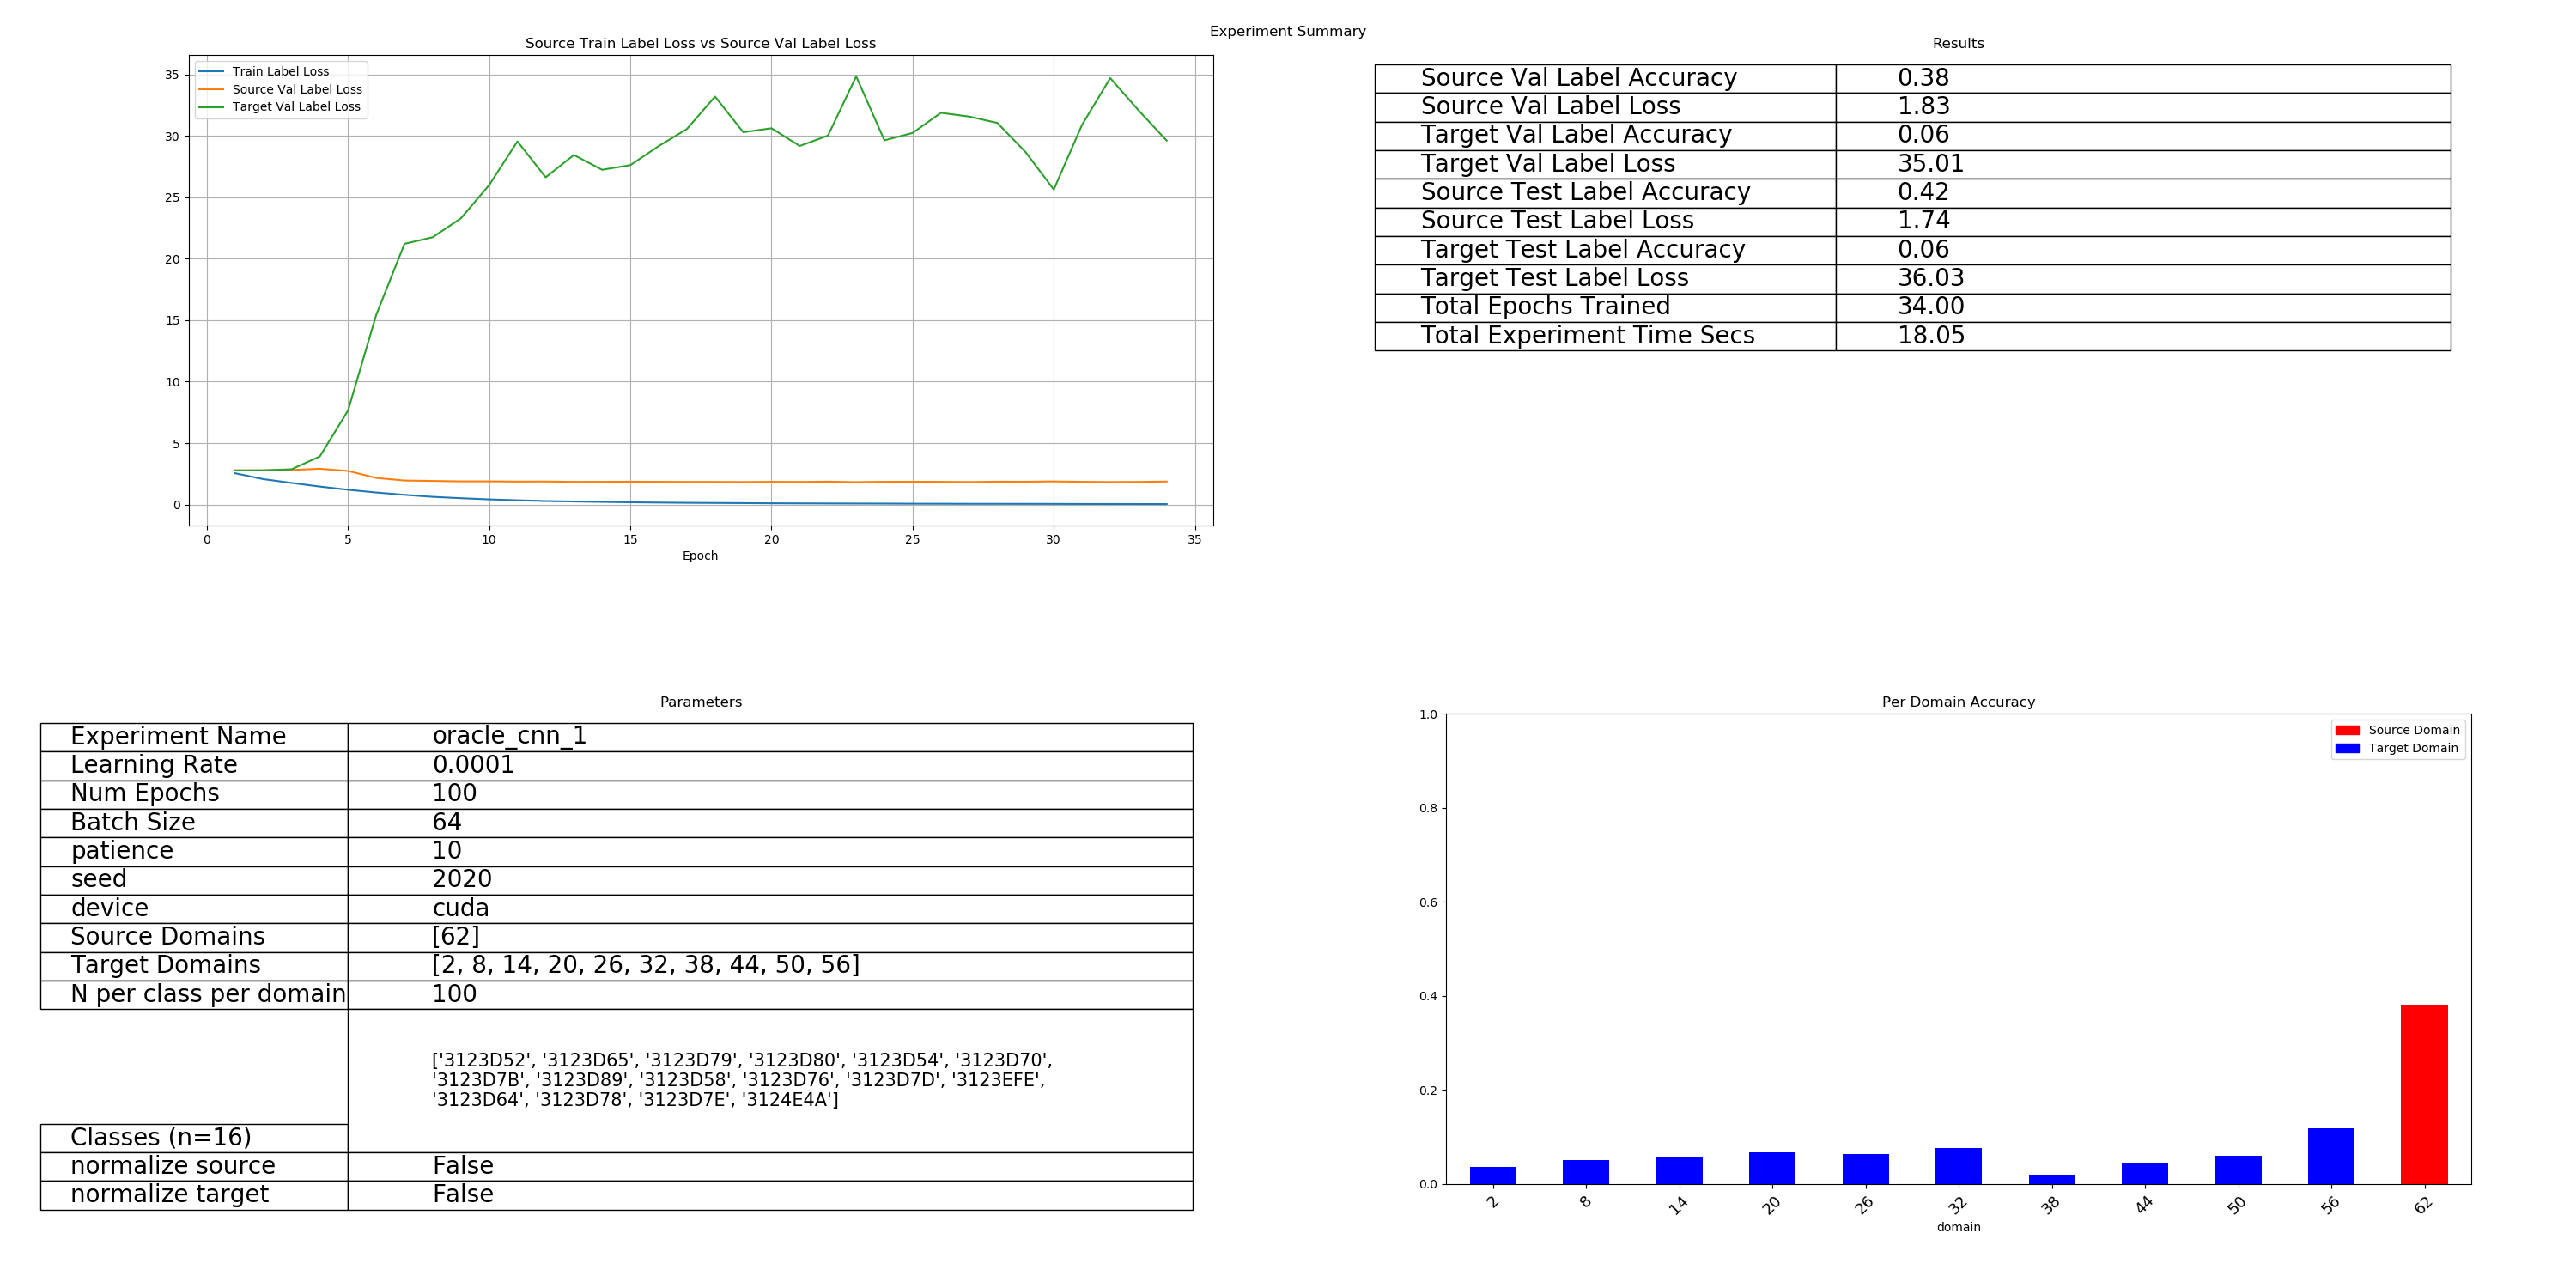 Experiment Summary
Source Train Label Loss vs Source Val Label Loss
Train Label Loss
Source Val Label Loss
Target Val Label Loss
35
30
25
20
15
10
5
0
0 5 10 15 20 25 30 35
Epoch
Results
Source Val Label Accuracy 0.38
Source Val Label Loss 1.83
Target Val Label Accuracy 0.06
Target Val Label Loss 35.01
Source Test Label Accuracy 0.42
Source Test Label Loss 1.74
Target Test Label Accuracy 0.06
Target Test Label Loss 36.03
Total Epochs Trained 34.00
Total Experiment Time Secs 18.05
Parameters
Experiment Name oracle_cnn_1
Learning Rate 0.0001
Num Epochs 100
Batch Size 64
patience 10
seed 2020
device cuda
Source Domains [62]
Target Domains [2, 8, 14, 20, 26, 32, 38, 44, 50, 56]
N per class per domain 100
['3123D52', '3123D65', '3123D79', '3123D80', '3123D54', '3123D70',
'3123D7B', '3123D89', '3123D58', '3123D76', '3123D7D', '3123EFE',
'3123D64', '3123D78', '3123D7E', '3124E4A']
Classes (n=16)
normalize source False
normalize target False
Per Domain Accuracy
Source Domain
Target Domain
1.0
0.8
0.6
0.4
0.2
0.0
2 8 14 20 26 32 38 44 50 56 62
domain